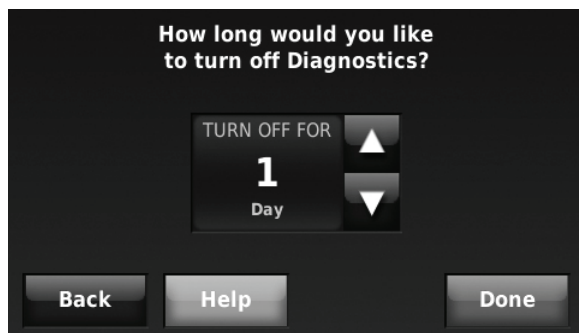 How long would you like
to turn off Diagnostics?
TURN OFF FOR
1
Day
Back
Help
Done